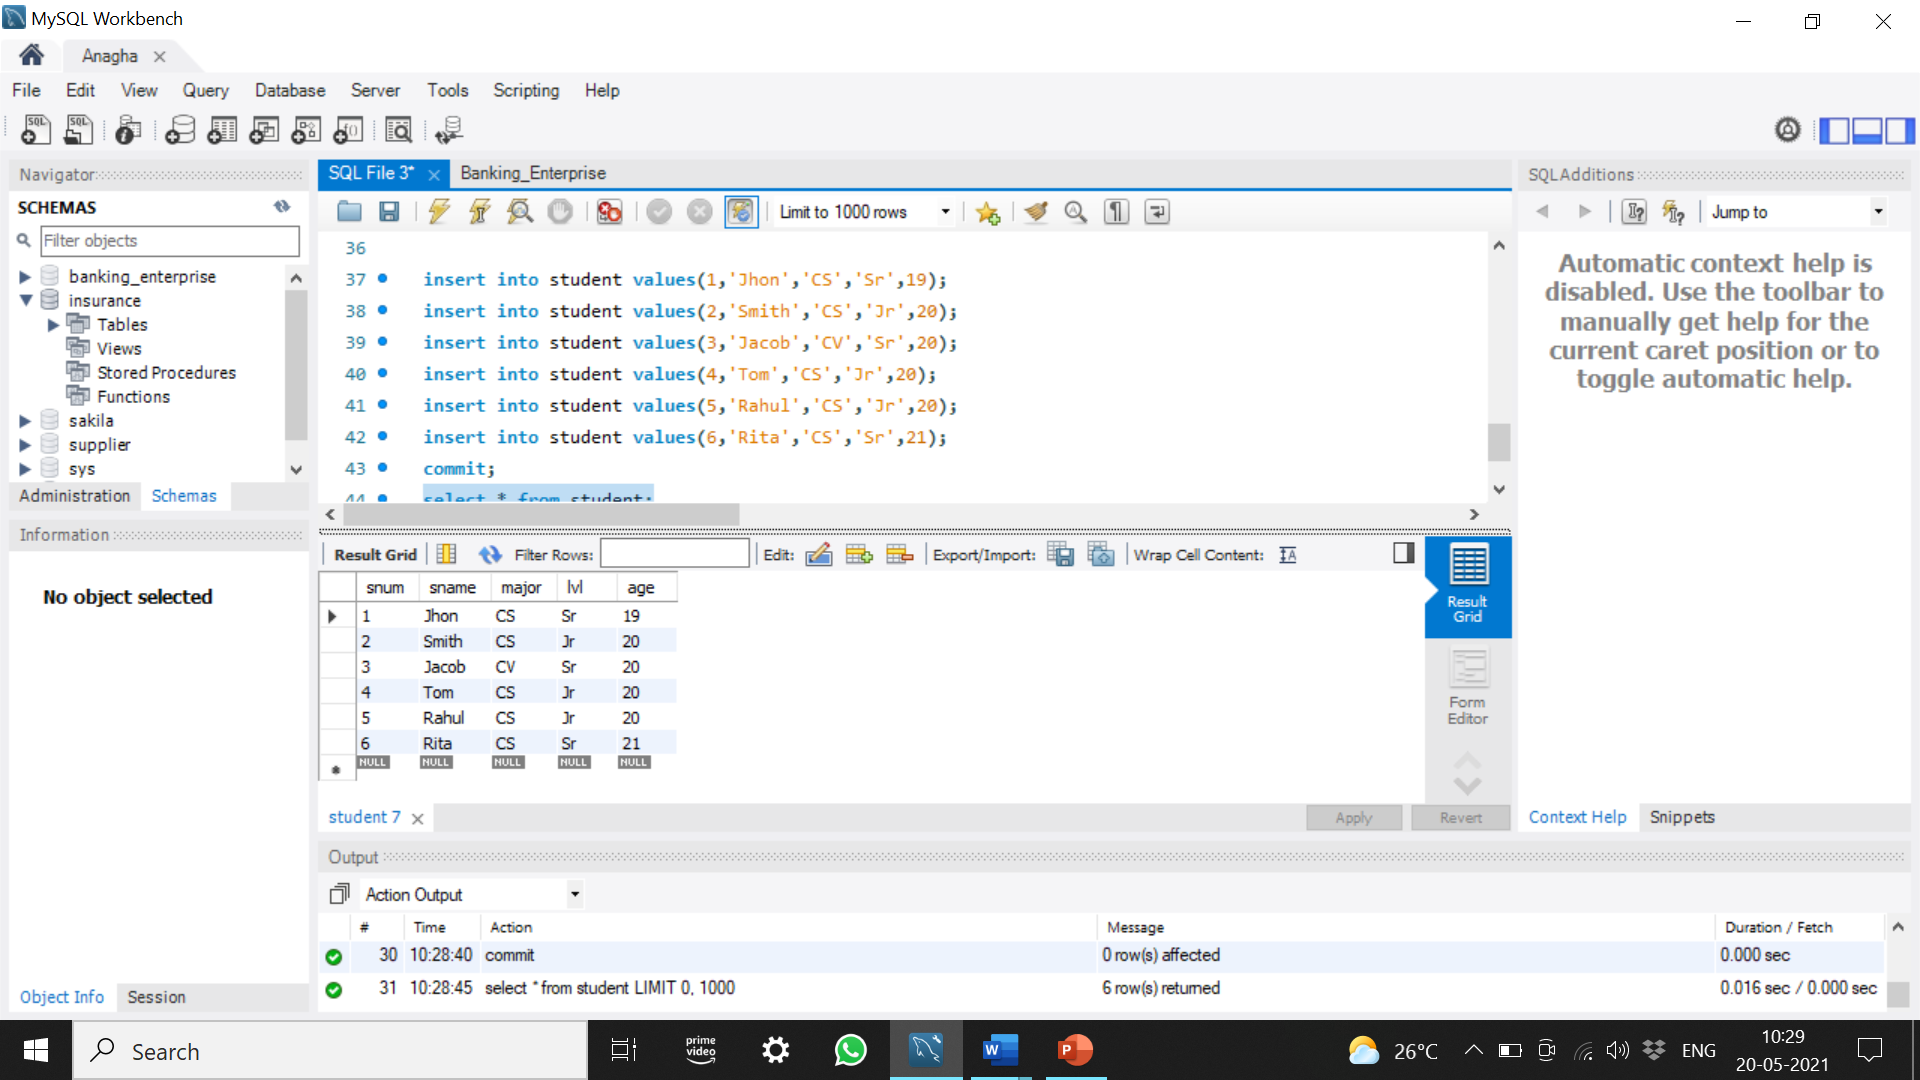 MySQL Workbench
Anagha
File Edit View Query Database Server Tools Scripting Help
Navigator
SCHEMAS
Filter objects
banking_enterprise
insurance
Tables
Views
Stored Procedures
Functions
sakila
supplier
sys
Administration Schemas
Information
No object selected
Object Info Session
SQL File 3* Banking_Enterprise
Limit to 1000 rows
36
37 insert into student values(1,'Jhon','CS','Sr',19);
38 insert into student values(2,'Smith','CS','Jr',20);
39 insert into student values(3,'Jacob','CV','Sr',20);
40 insert into student values(4,'Tom','CS','Jr',20);
41 insert into student values(5,'Rahul','CS','Jr',20);
42 insert into student values(6,'Rita','CS','Sr',21);
43 commit;
44 select * from student;
Result Grid Filter Rows: Edit: Export/Import: Wrap Cell Content:
snum sname major lvl age
1 Jhon CS Sr 19
2 Smith CS Jr 20
3 Jacob CV Sr 20
4 Tom CS Jr 20
5 Rahul CS Jr 20
6 Rita CS Sr 21
NULL NULL NULL NULL NULL
Result
Grid
Form
Editor
student 7
Apply Revert
SQLAdditions
Jump to
Automatic context help is
disabled. Use the toolbar to
manually get help for the
current caret position or to
toggle automatic help.
Context Help Snippets
Output
Action Output
# Time Action Message Duration / Fetch
30 10:28:40 commit 0 row(s) affected 0.000 sec
31 10:28:45 select * from student LIMIT 0, 1000 6 row(s) returned 0.016 sec / 0.000 sec
Search
prime
video
26°C
ENG
10:29
20-05-2021